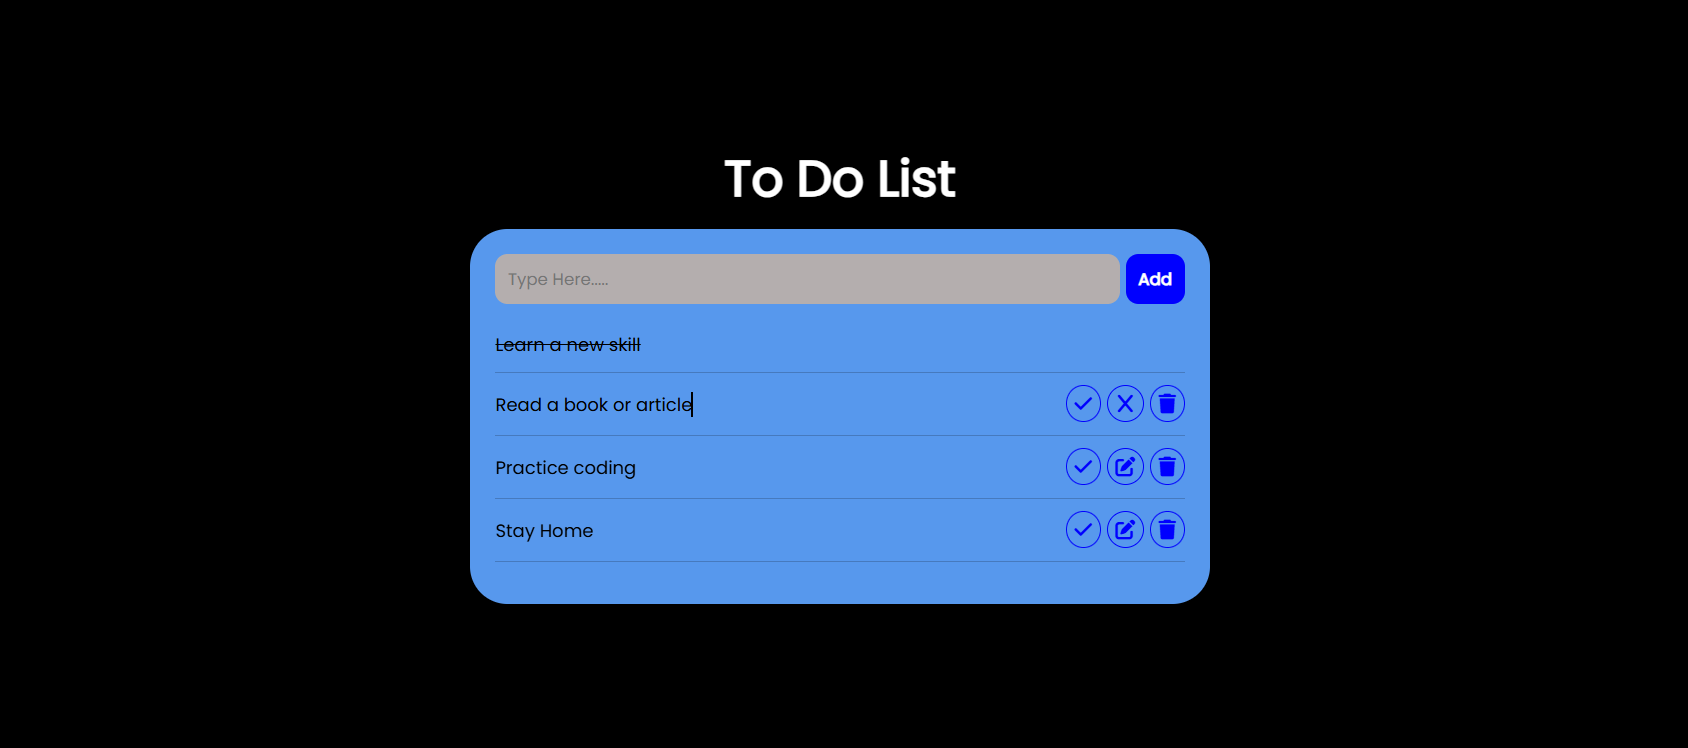 To Do List
Type Here.....
Add
Learn a new skill
Read a book or article
Practice coding
Stay Home